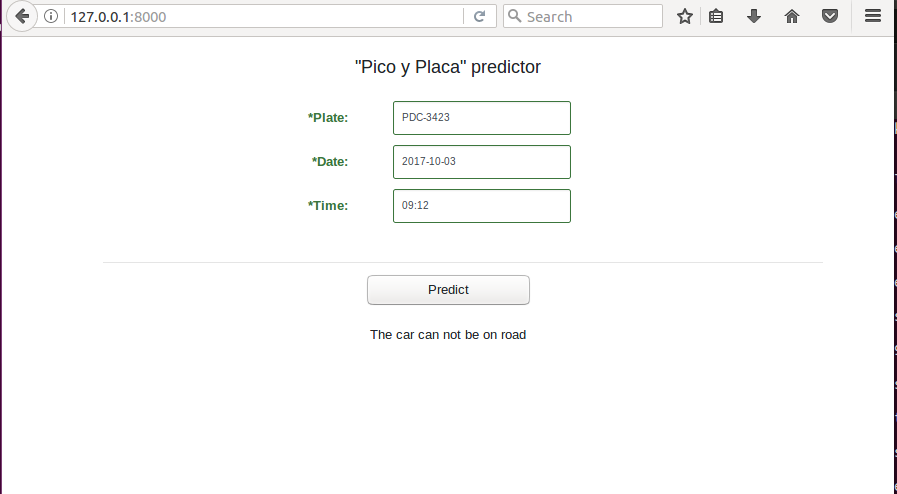 127.0.0.1:8000
Search
"Pico y Placa" predictor
*Plate:
PDC-3423
*Date:
2017-10-03
*Time:
09:12
Predict
The car can not be on road